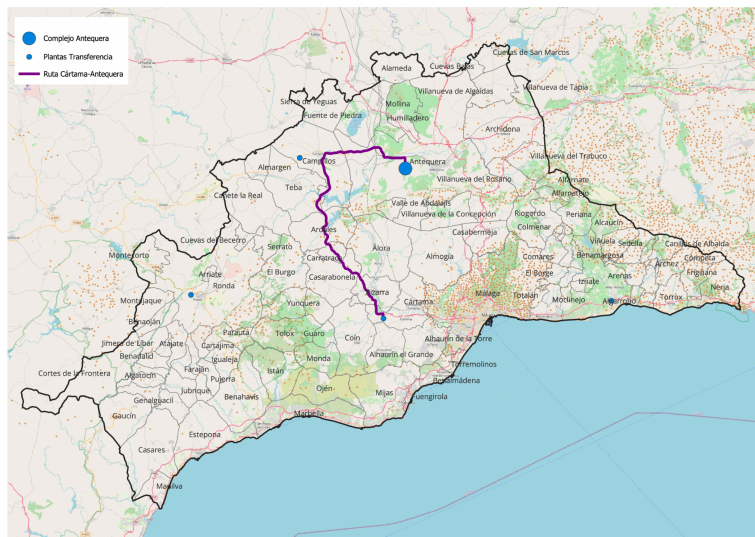 Complejo Antequera
Plantas Transferencia
Ruta Cártama-Antequera
Cuevas de San Marcos
Cuevas Bajas
Alameda
Villanueva de Algaidas
Villanueva de Tapia
Sierra de Yeguas
Mollina
Fuente de Piedra
Humilladero
Archidona
Campillos
Antequera
Villanueva del Trabuco
Almargen
Villanueva del Rosario
Alfarnate
Teba
Alfarnatejo
Cañete la Real
Valle de Abdalajís
Villanueva de la Concepción
Riogordo
Periana
Alcaucín
Ardales
Colmenar
Casabermeja
Cuevas del Becerro
Viñuela
Sedella
Canillas de Albaida
Serrato
Álora
Montecorto
Carratraca
Almogía
Comares
Benamargosa
Cómpeta
Arriate
El Burgo
Casarabonela
El Borge
Arenas
Árchez
Frigiliana
Ronda
Iznate
Nerja
Pizarra
Málaga
Totalán
Moclinejo
Algarrobo
Torrox
Montejaque
Yunquera
Cártama
Benaoján
Parauta
Tolox
Guaro
Coín
Alhaurín de la Torre
Jimera de Líbar
Atajate
Cartajima
Alhaurín el Grande
Benadalid
Igualeja
Monda
Torremolinos
Cortes de la Frontera
Algatocín
Faraján
Pujerra
Istán
Benalmádena
Jubrique
Ojén
Mijas
Genalguacil
Benahavís
Fuengirola
Gaucín
Marbella
Estepona
Casares
Manilva